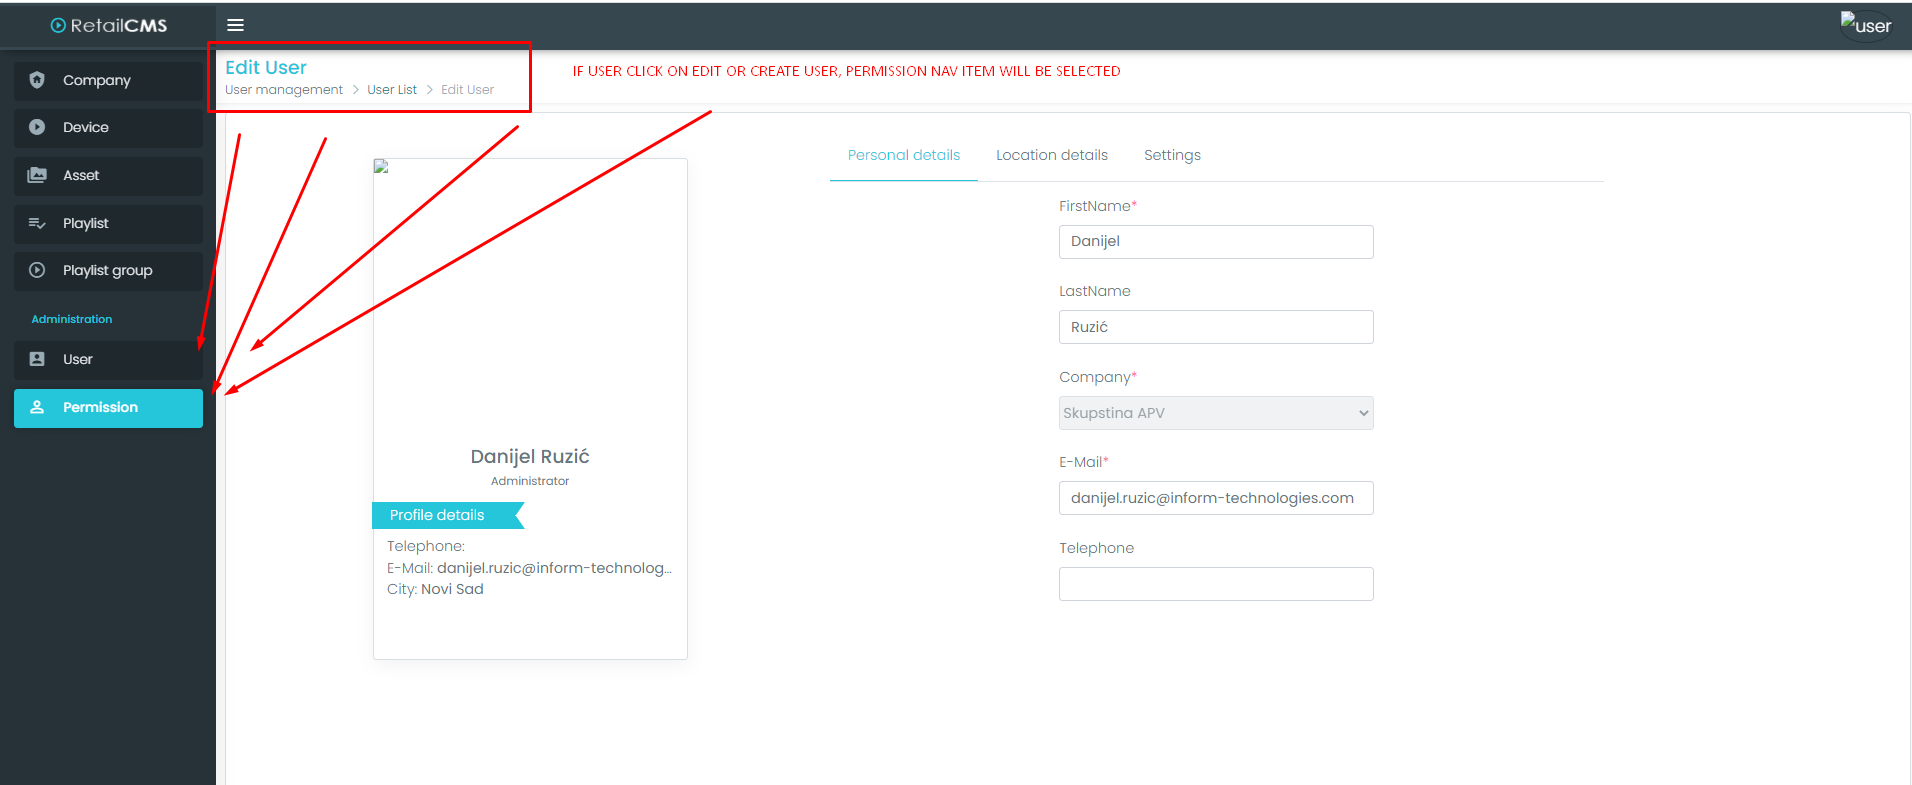 RetailCMS
user
Edit User
User management > User List > Edit User
IF USER CLICK ON EDIT OR CREATE USER, PERMISSION NAV ITEM WILL BE SELECTED
Company
Device
Asset
Playlist
Playlist group
Administration
User
Permission
Danijel Ruzić
Administrator
Profile details
Telephone:
E-Mail: danijel.ruzic@inform-technolog...
City: Novi Sad
Personal details
Location details
Settings
FirstName*
Danijel
LastName
Ruzić
Company*
Skupstina APV
E-Mail*
danijel.ruzic@inform-technologies.com
Telephone